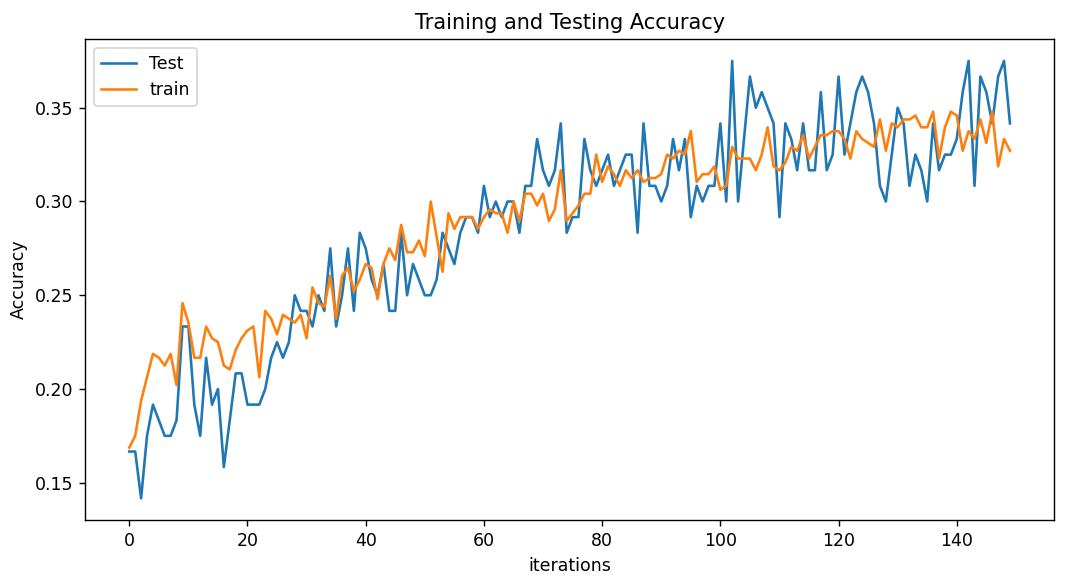 Training and Testing Accuracy
Test
train
0.35
0.30
0.25
0.20
0.15
Accuracy
0 20 40 60 80 100 120 140
iterations